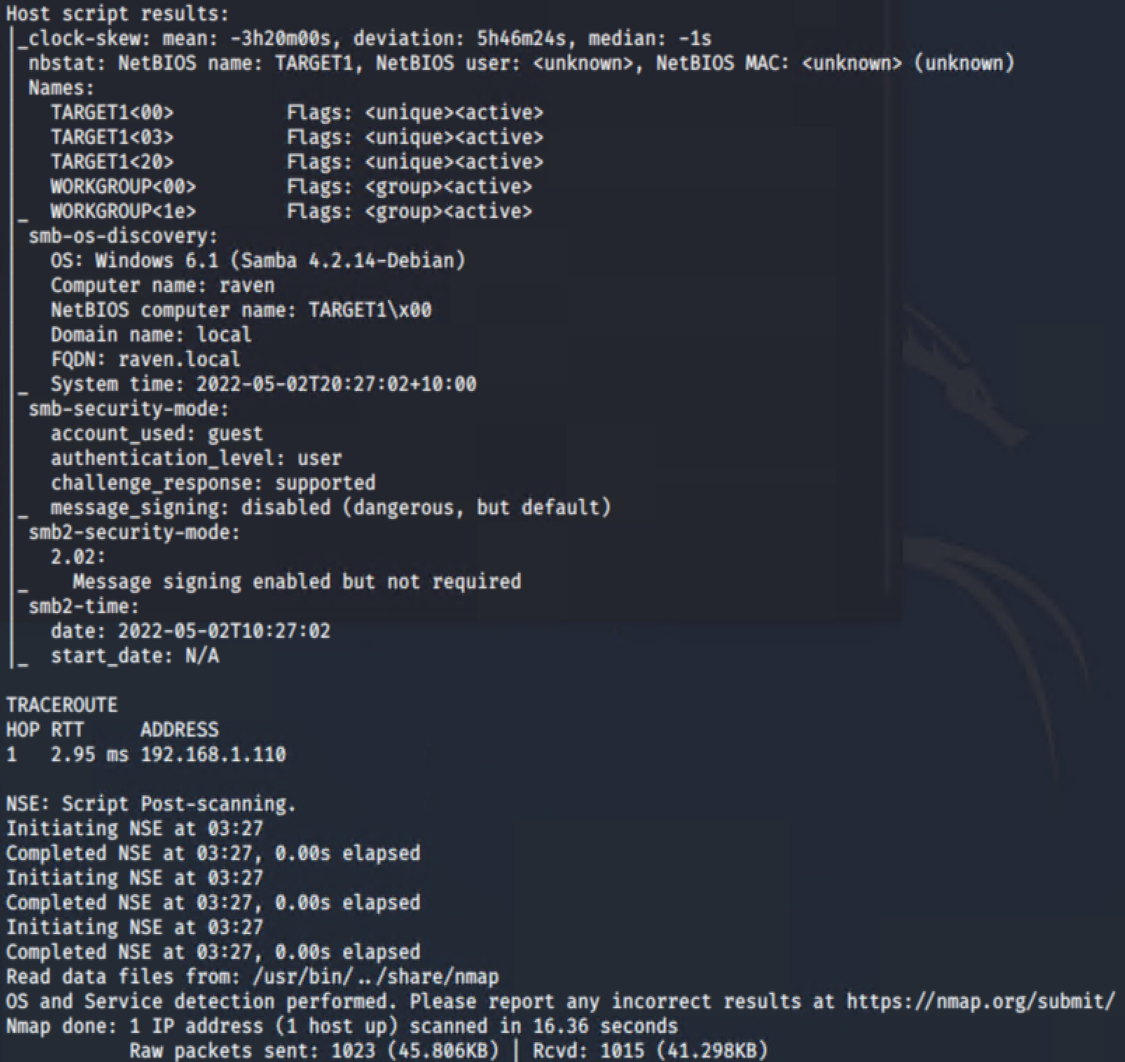 Host script results:
|_clock-skew: mean: -3h20m00s, deviation: 5h46m24s, median: -1s
| nbstat: NetBIOS name: TARGET1, NetBIOS user: <unknown>, NetBIOS MAC: <unknown> (unknown)
| Names:
|   TARGET1<00>          Flags: <unique><active>
|   TARGET1<03>          Flags: <unique><active>
|   TARGET1<20>          Flags: <unique><active>
|   WORKGROUP<00>        Flags: <group><active>
|_  WORKGROUP<1e>        Flags: <group><active>
| smb-os-discovery:
|   OS: Windows 6.1 (Samba 4.2.14-Debian)
|   Computer name: raven
|   NetBIOS computer name: TARGET1\x00
|   Domain name: local
|   FQDN: raven.local
|_  System time: 2022-05-02T20:27:02+10:00
| smb-security-mode:
|   account_used: guest
|   authentication_level: user
|   challenge_response: supported
|_  message_signing: disabled (dangerous, but default)
| smb2-security-mode:
|   2.02:
|_    Message signing enabled but not required
| smb2-time:
|   date: 2022-05-02T10:27:02
|_  start_date: N/A

TRACEROUTE
HOP RTT     ADDRESS
1   2.95 ms 192.168.1.110

NSE: Script Post-scanning.
Initiating NSE at 03:27
Completed NSE at 03:27, 0.00s elapsed
Initiating NSE at 03:27
Completed NSE at 03:27, 0.00s elapsed
Initiating NSE at 03:27
Completed NSE at 03:27, 0.00s elapsed
Read data files from: /usr/bin/../share/nmap
OS and Service detection performed. Please report any incorrect results at https://nmap.org/submit/
Nmap done: 1 IP address (1 host up) scanned in 16.36 seconds
           Raw packets sent: 1023 (45.806KB) | Rcvd: 1015 (41.298KB)